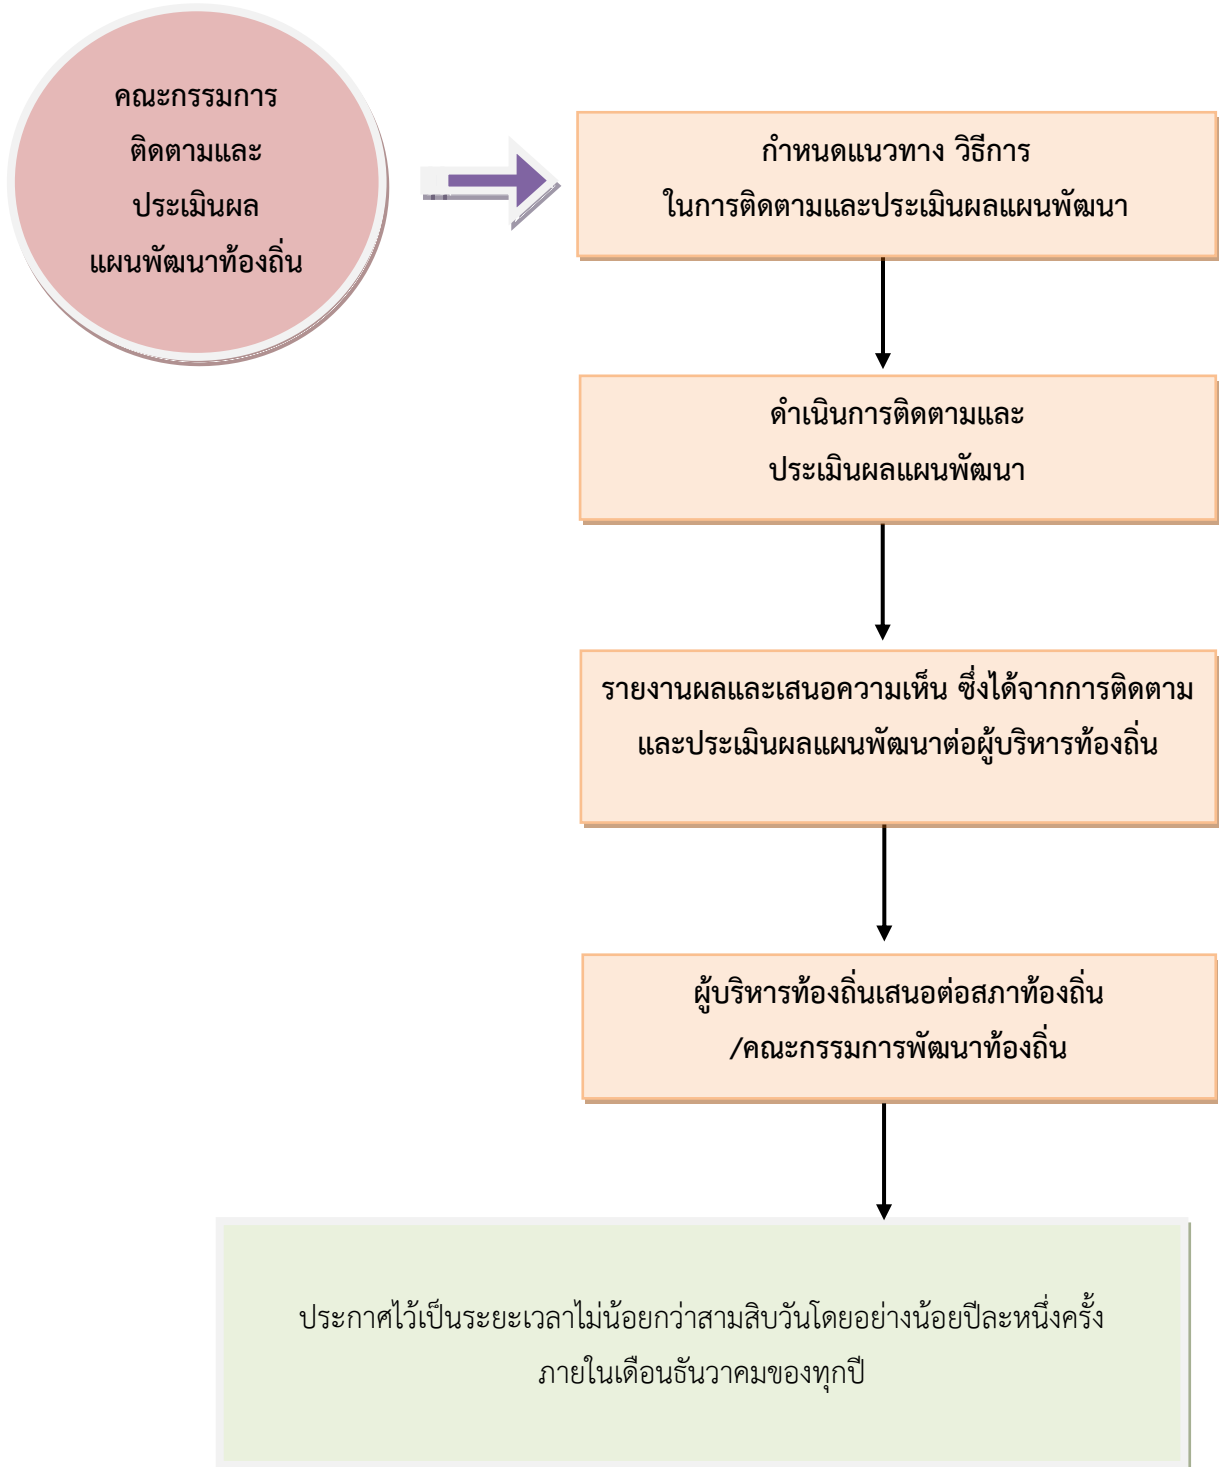 คณะกรรมการ
ติดตามและ
ประเมินผล
แผนพัฒนาท้องถิ่น
กำหนดแนวทาง วิธีการ
ในการติดตามและประเมินผลแผนพัฒนา
ดำเนินการติดตามและ
ประเมินผลแผนพัฒนา
รายงานผลและเสนอความเห็น ซึ่งได้จากการติดตาม
และประเมินผลแผนพัฒนาต่อผู้บริหารท้องถิ่น
ผู้บริหารท้องถิ่นเสนอต่อสภาท้องถิ่น
/คณะกรรมการพัฒนาท้องถิ่น
ประกาศไว้เป็นระยะเวลาไม่น้อยกว่าสามสิบวันโดยอย่างน้อยปีละหนึ่งครั้ง
ภายในเดือนธันวาคมของทุกปี